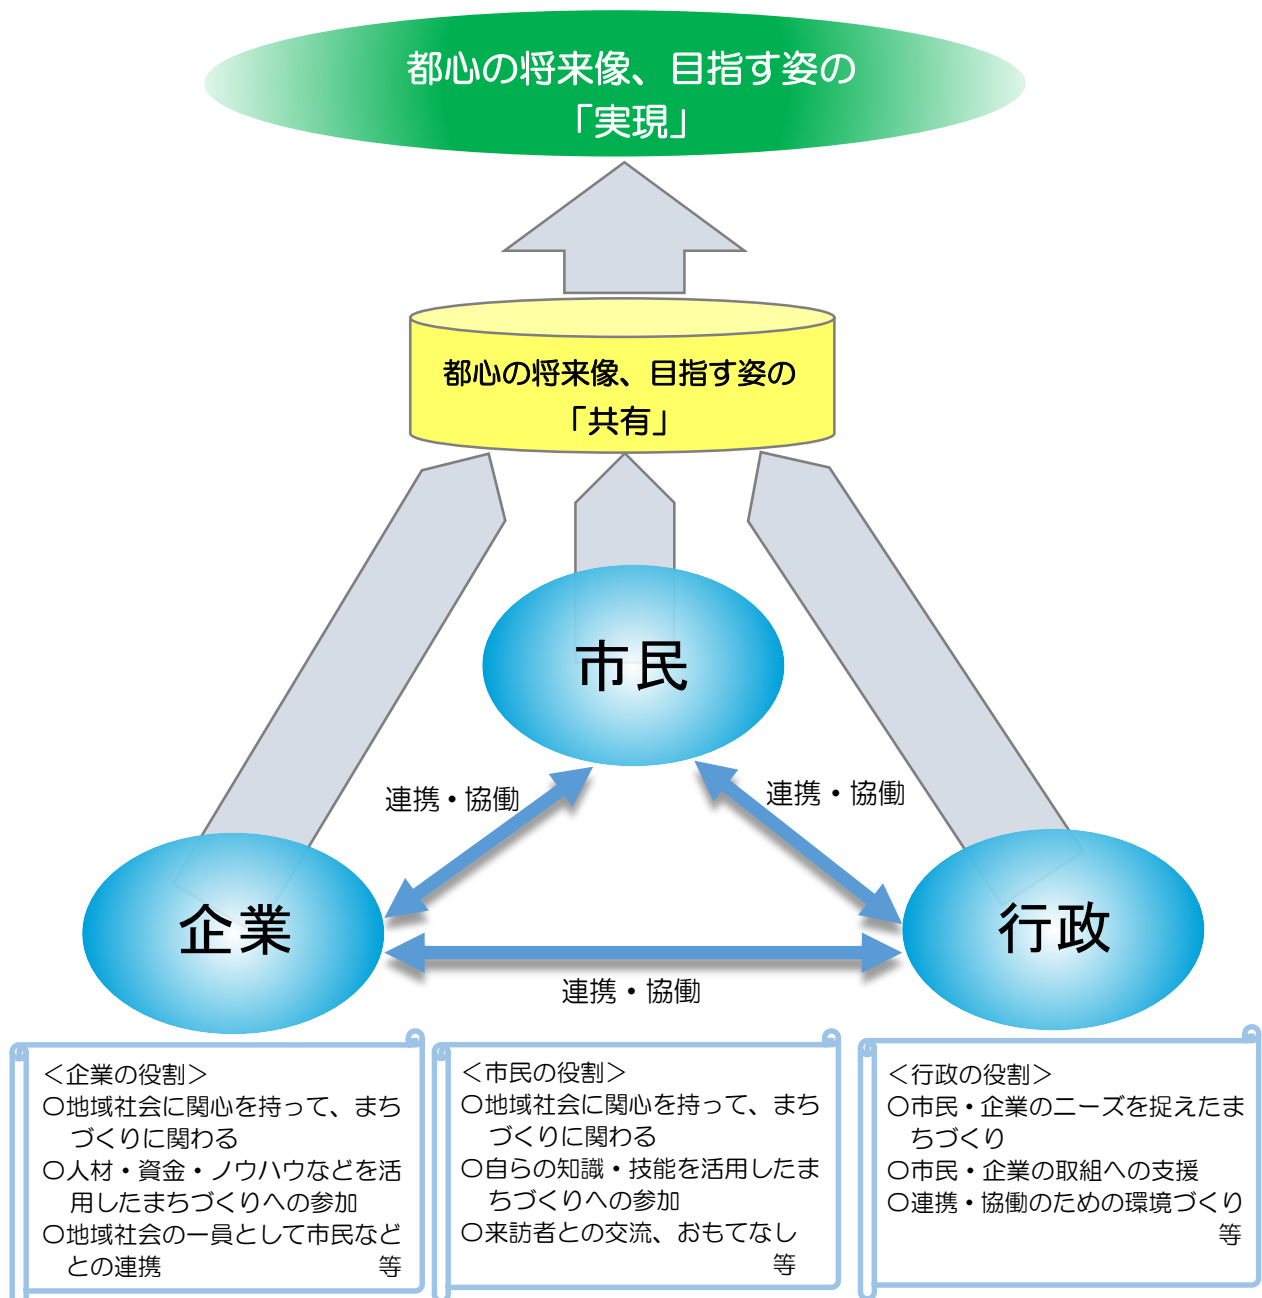 都心の将来像、目指す姿の
「実現」
都心の将来像、目指す姿の
「共有」
市民
連携・協働
連携・協働
企業
行政
連携・協働
＜企業の役割＞
〇地域社会に関心を持って、まち
づくりに関わる
〇人材・資金・ノウハウなどを活
用したまちづくりへの参加
〇地域社会の一員として市民など
との連携　等
＜市民の役割＞
〇地域社会に関心を持って、まち
づくりに関わる
〇自らの知識・技能を活用したま
ちづくりへの参加
〇来訪者との交流、おもてなし
等
＜行政の役割＞
〇市民・企業のニーズを捉えたま
ちづくり
〇市民・企業の取組への支援
〇連携・協働のための環境づくり
等